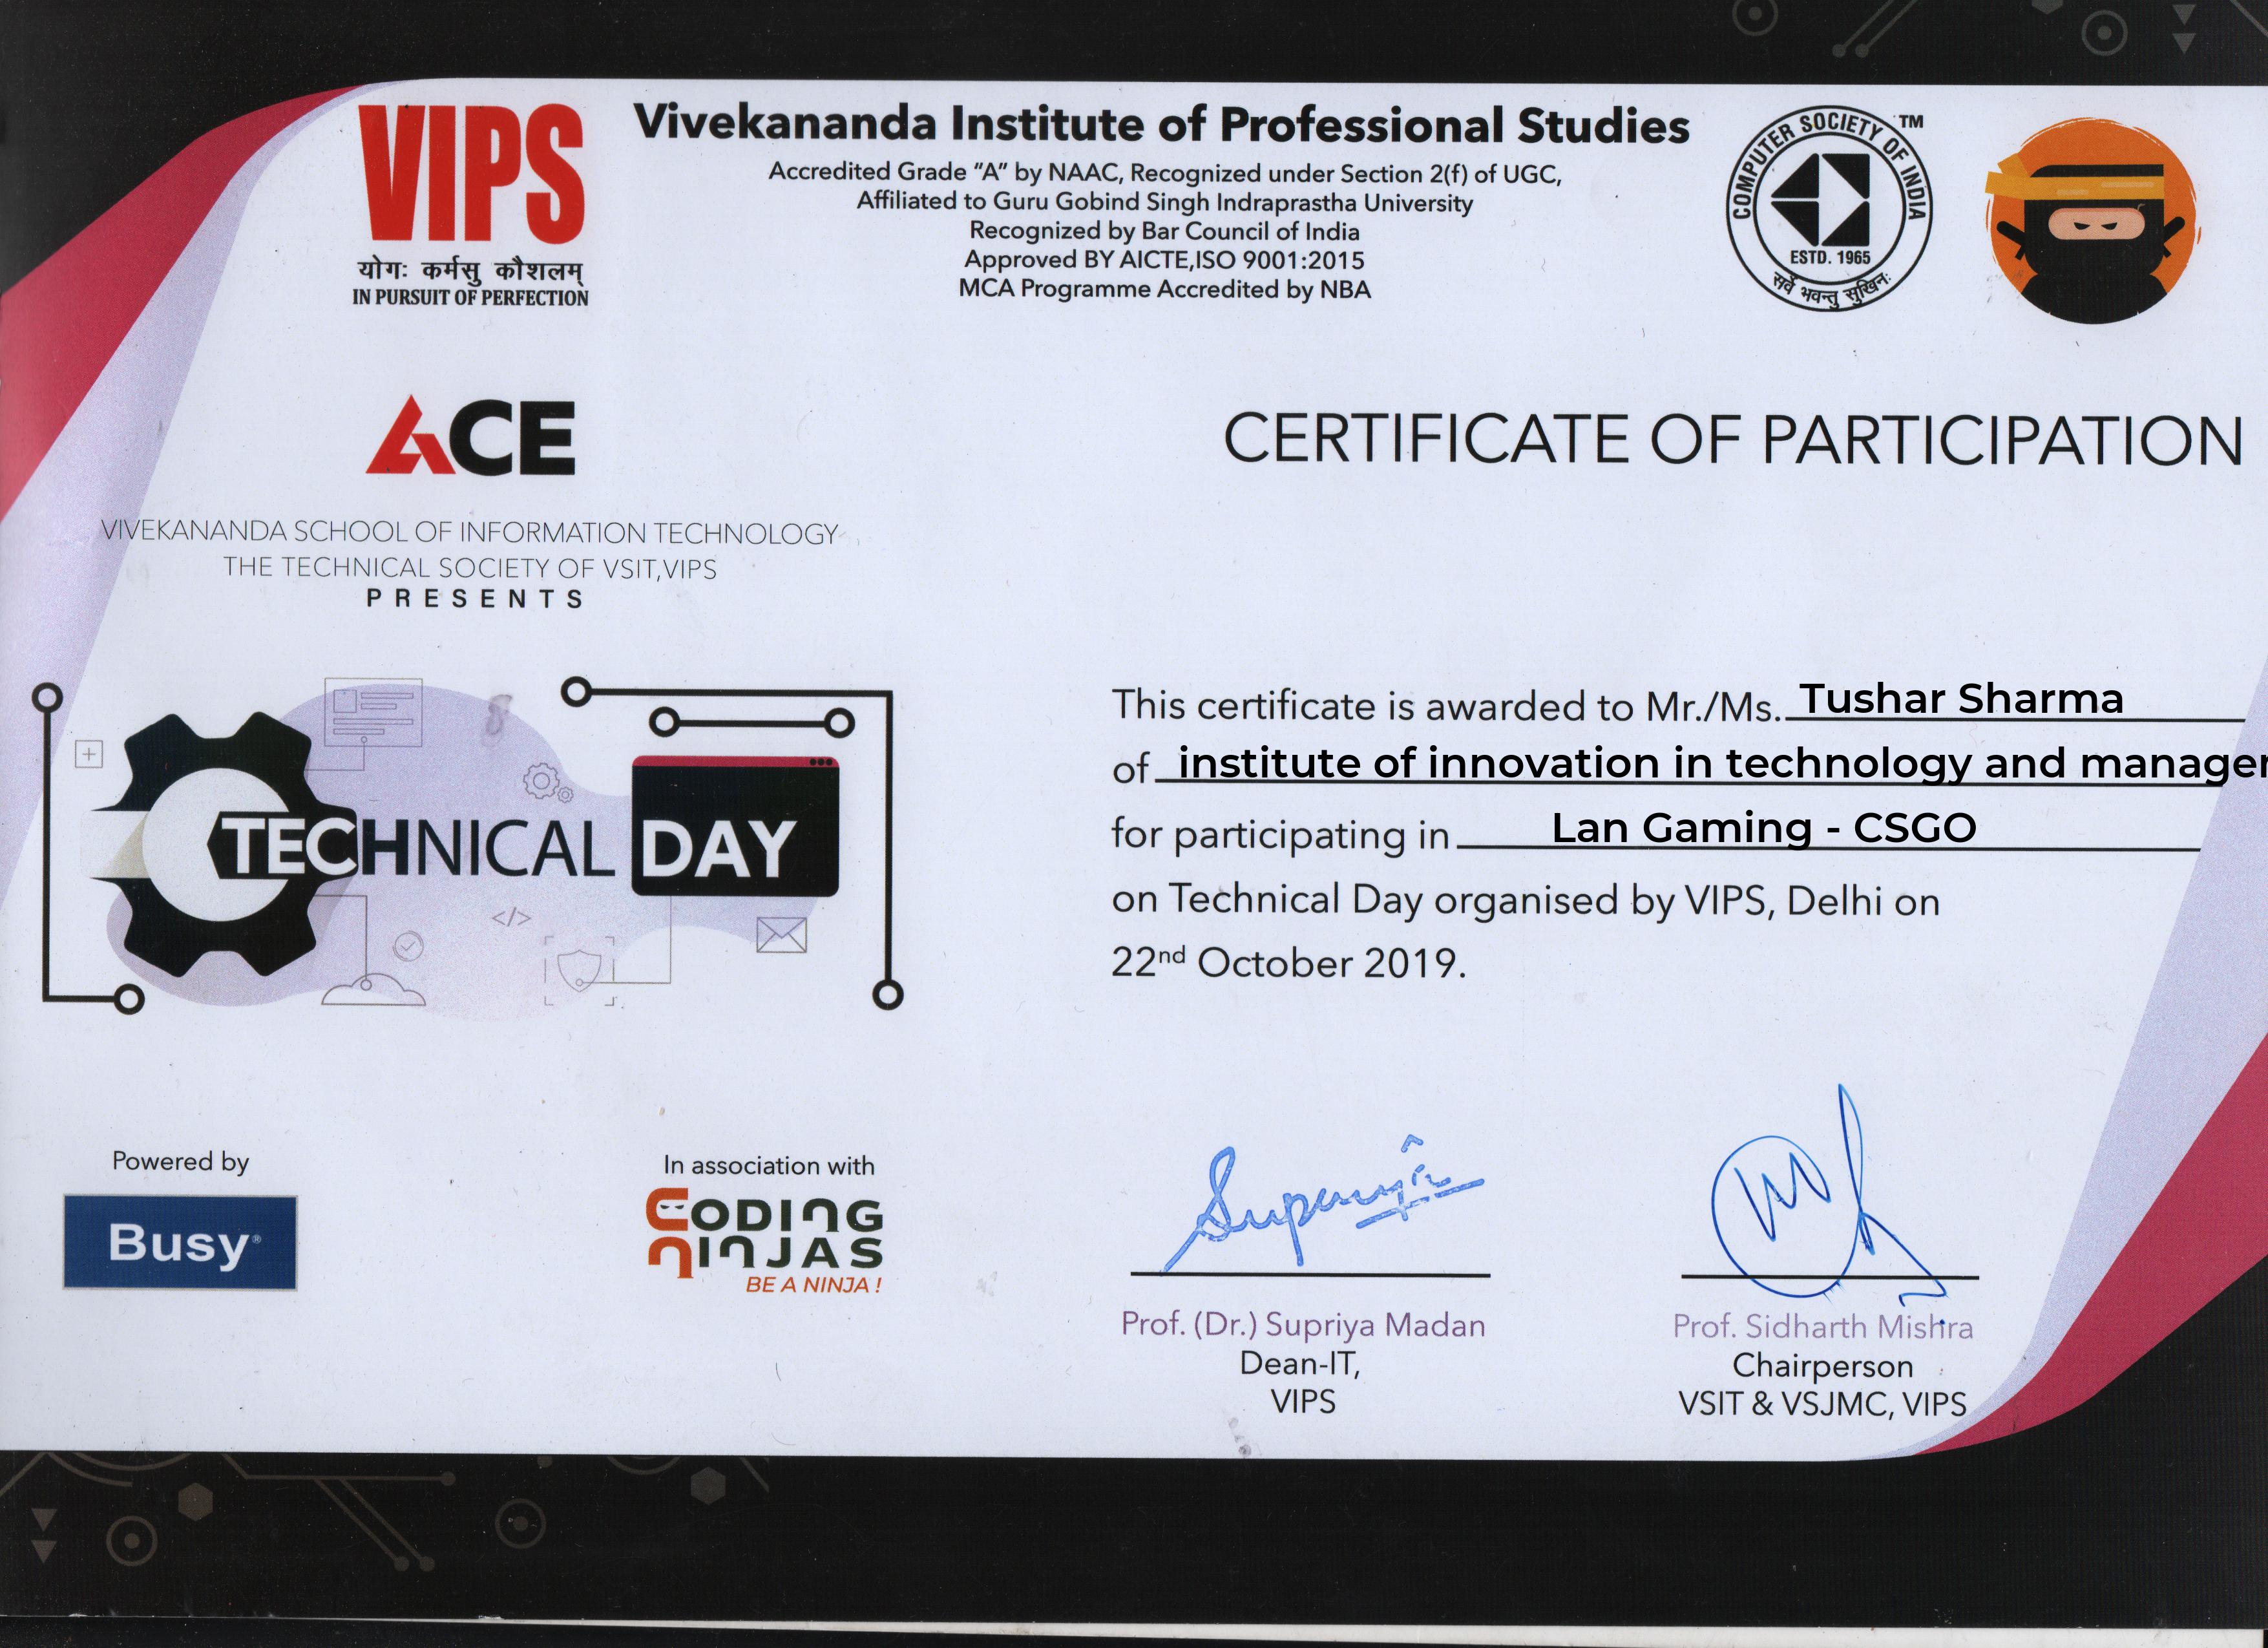 VIPS
योगः कर्मसु कौशलम्
IN PURSUIT OF PERFECTION
Vivekananda Institute of Professional Studies
Accredited Grade “A” by NAAC, Recognized under Section 2(f) of UGC,
Affiliated to Guru Gobind Singh Indraprastha University
Recognized by Bar Council of India
Approved BY AICTE,ISO 9001:2015
MCA Programme Accredited by NBA
COMPUTER SOCIETY OF INDIA TM
ESTD. 1965
सर्वे भवन्तु सुखिनः
ACE
VIVEKANANDA SCHOOL OF INFORMATION TECHNOLOGY
THE TECHNICAL SOCIETY OF VSIT,VIPS
PRESENTS
TECHNICAL DAY
</>
CERTIFICATE OF PARTICIPATION
This certificate is awarded to Mr./Ms. Tushar Sharma
of institute of innovation in technology and
for participating in Lan Gaming - CSGO
on Technical Day organised by VIPS, Delhi on
22nd October 2019.
Powered by
Busy®
In association with
CODING
NINJAS
BE A NINJA !
Prof. (Dr.) Supriya Madan
Dean-IT,
VIPS
Prof. Sidharth Mishra
Chairperson
VSIT & VSJMC, VIPS